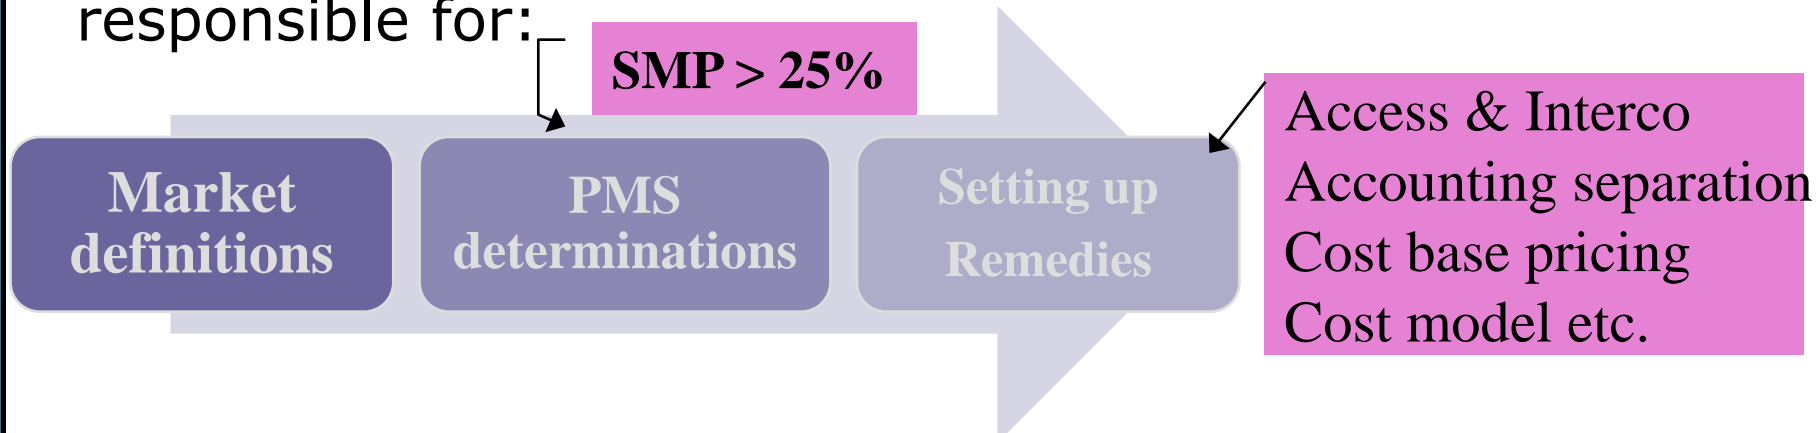 responsible for:
SMP > 25%
Market
definitions
PMS
determinations
Setting up
Remedies
Access & Interco
Accounting separation
Cost base pricing
Cost model etc.